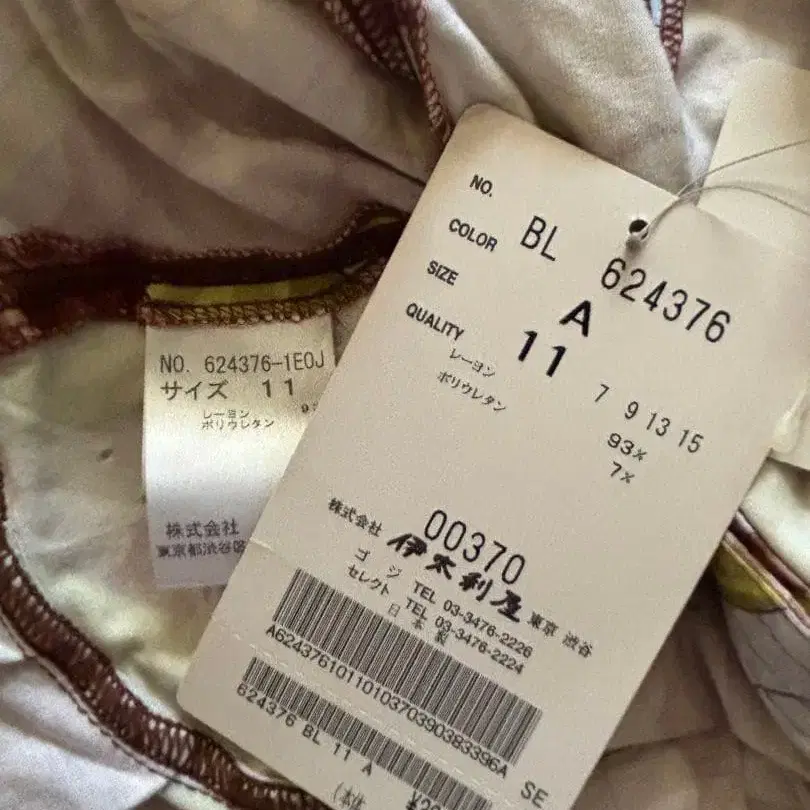 NO. BL 624376
COLOR A
SIZE 11 7 9 13 15
QUALITY
レーヨン 93%
ポリウレタン 7%
00370
株式会社 伊太利屋 東京 渋谷
ゴジ TEL 03-3476-2226
セレクト TEL 03-3476-2224
日本製
A6243761011010370390383396A
SE
624376 BL 11 A
(本体
NO. 624376-1E0J
サイズ 11
レーヨン
ポリウレタン
株式会社
東京都渋谷区